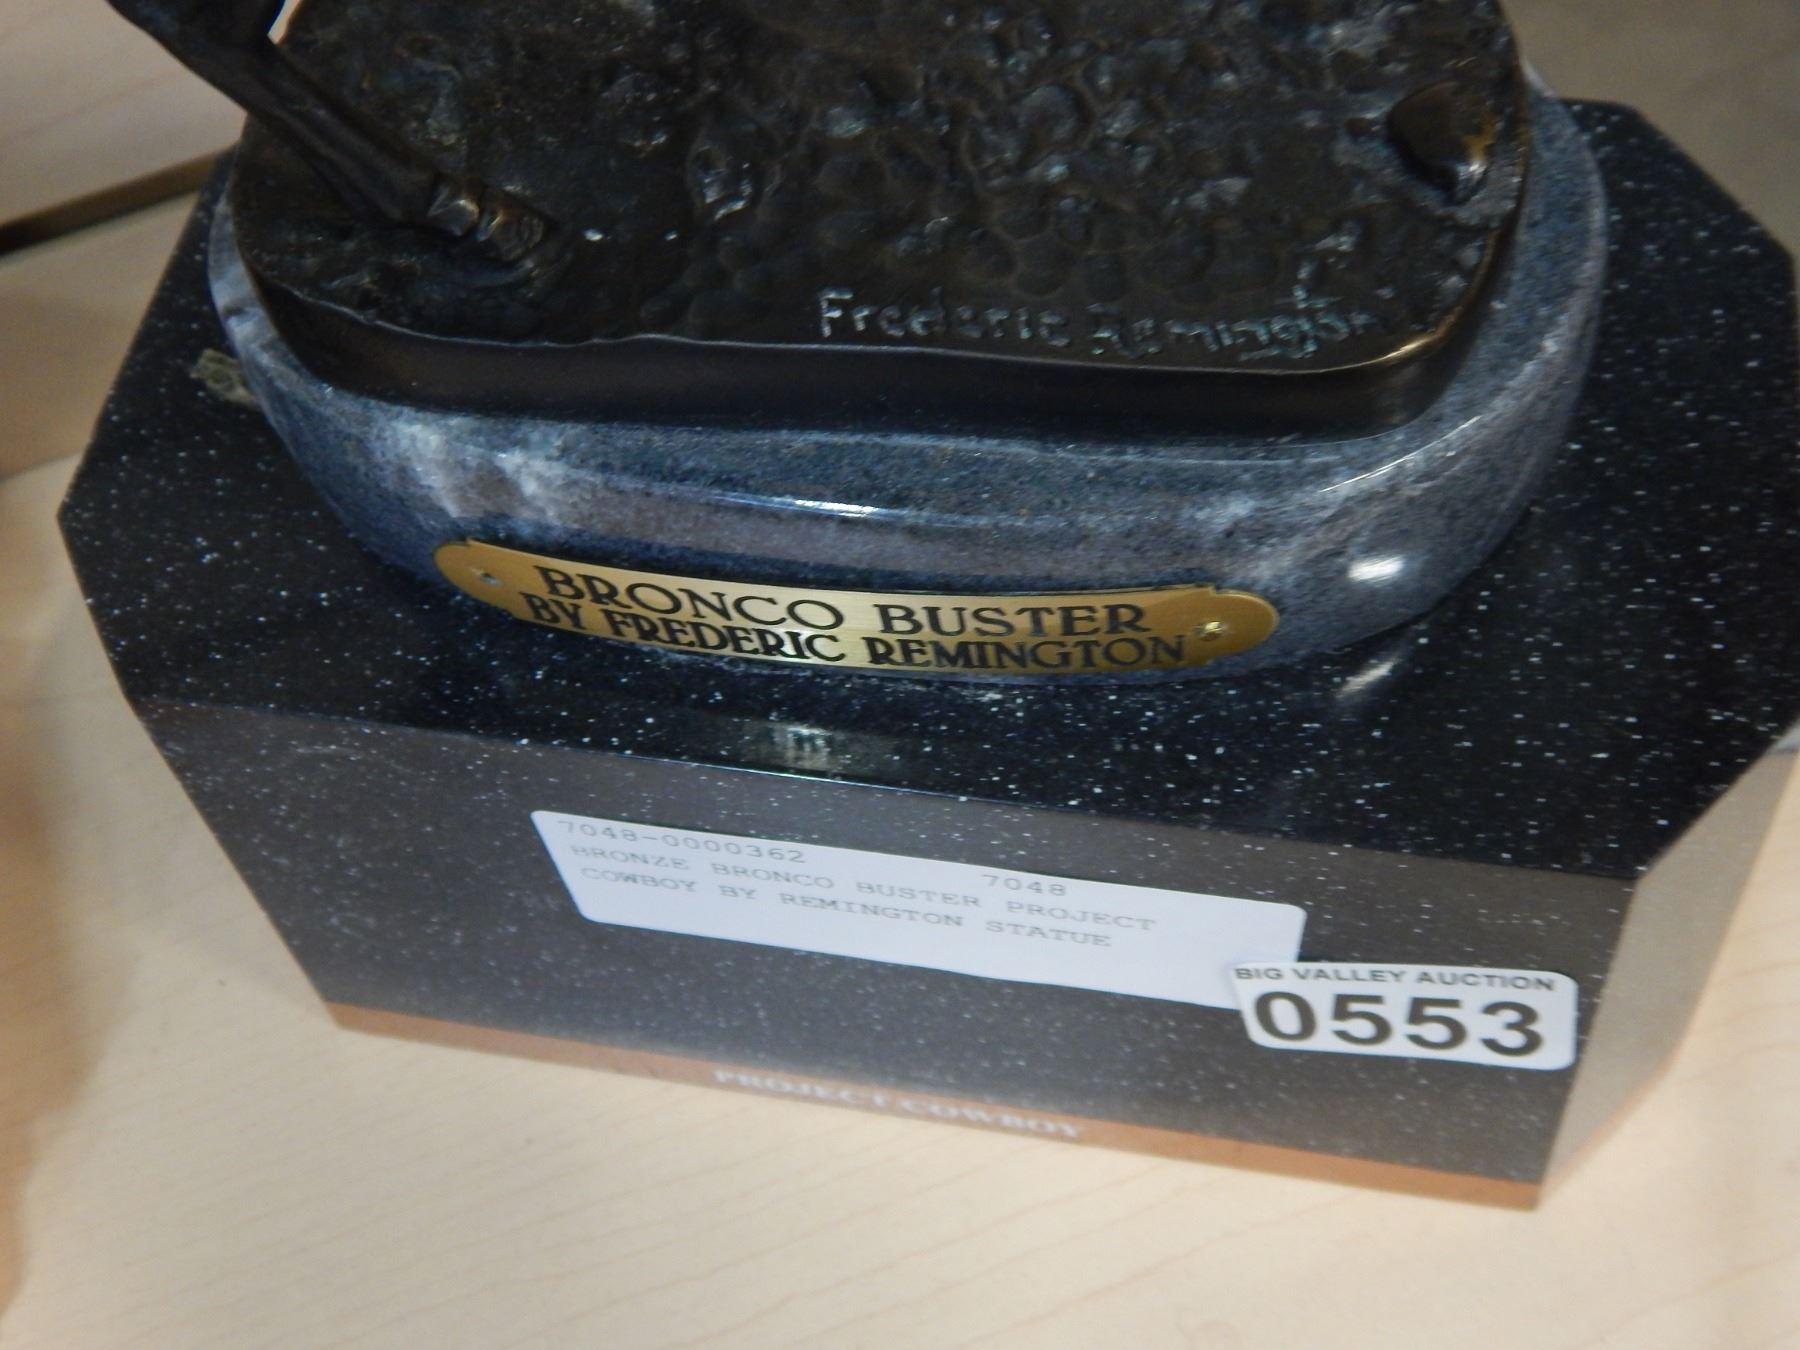 Frederic Remington
BRONCO BUSTER
BY FREDERIC REMINGTON
7048-0000362 7048
BRONZE BRONCO BUSTER PROJECT
COWBOY BY REMINGTON STATUE
BIG VALLEY AUCTION
0553
PROJECT COWBOY